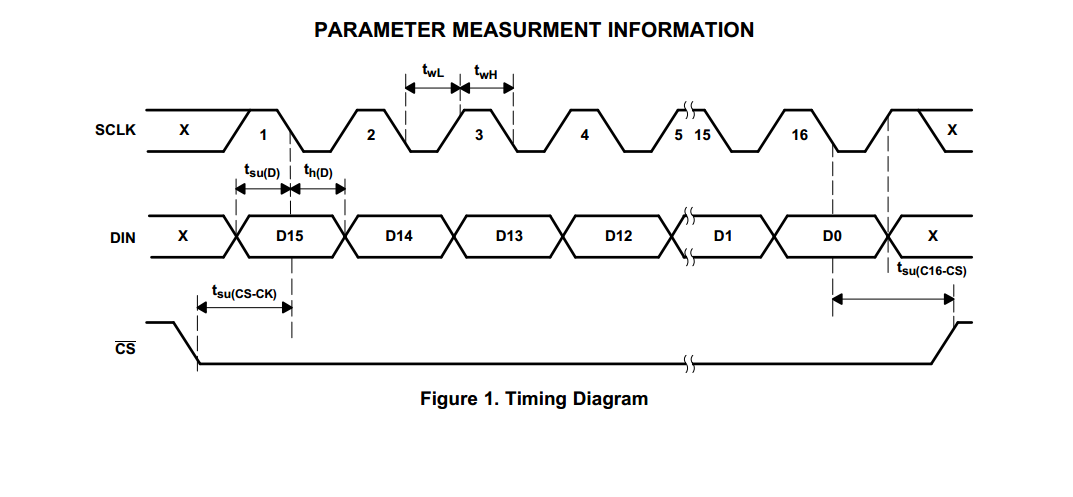 PARAMETER MEASURMENT INFORMATION
twL twH
SCLK X 1 2 3 4 5 15 16 X
tsu(D) th(D)
DIN X D15 D14 D13 D12 D1 D0 X
tsu(C16-CS)
tsu(CS-CK)
CS
Figure 1. Timing Diagram